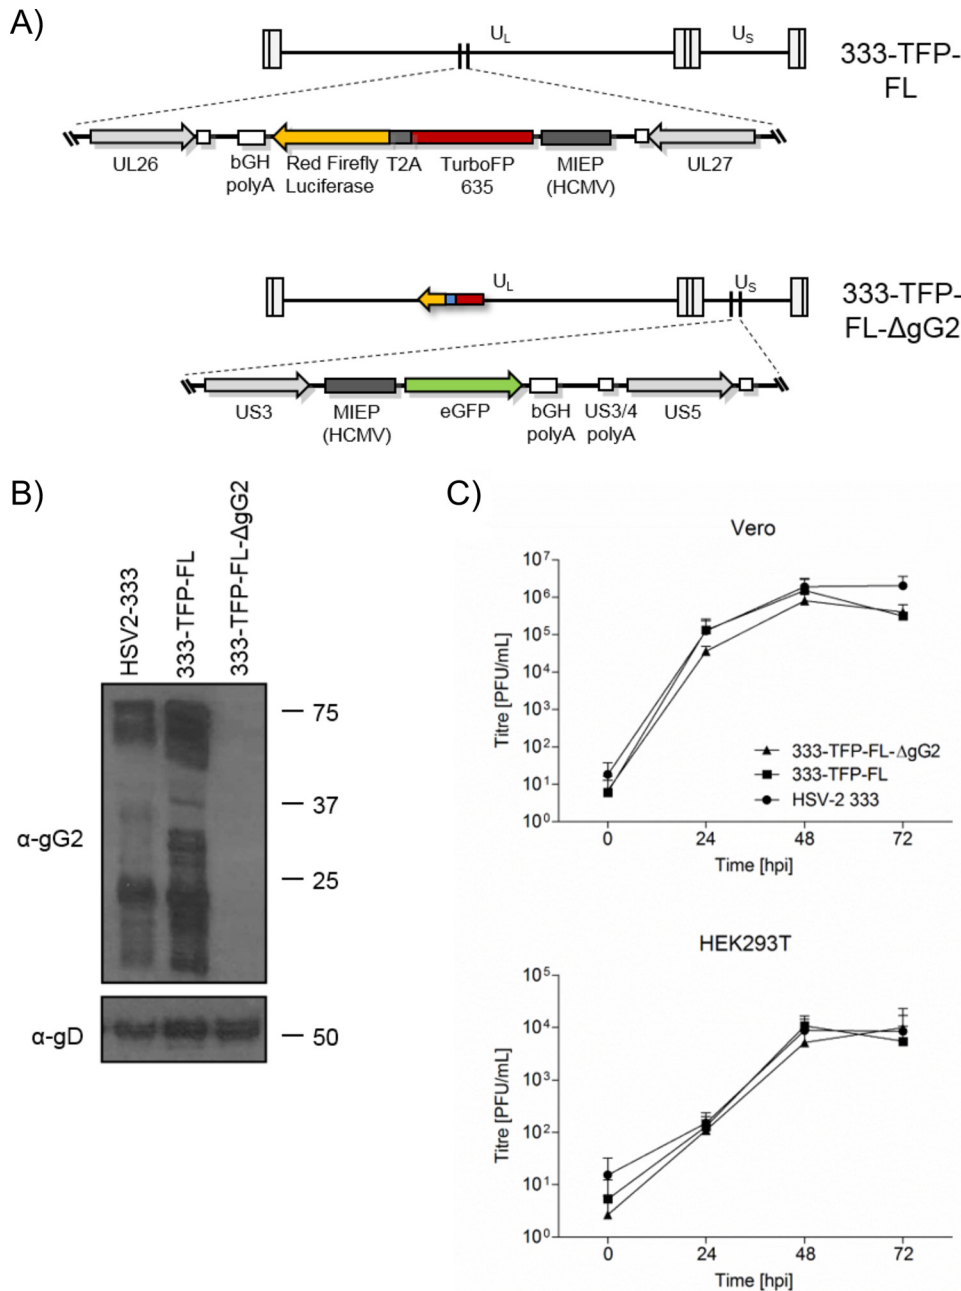 A)
U_L
U_S
333-TFP-
FL
UL26
bGH
polyA
Red Firefly
Luciferase
T2A
TurboFP
635
MIEP
(HCMV)
UL27
U_L
U_S
333-TFP-
FL-ΔgG2
US3
MIEP
(HCMV)
eGFP
bGH
polyA
US3/4
polyA
US5
B)
HSV2-333
333-TFP-FL
333-TFP-FL-ΔgG2
75
37
25
α-gG2
α-gD
50
C)
Vero
10⁷
10⁶
10⁵
10⁴
10³
10²
10¹
10⁰
Titre [PFU/mL]
333-TFP-FL-ΔgG2
333-TFP-FL
HSV-2 333
0 24 48 72
Time [hpi]
HEK293T
10⁵
10⁴
10³
10²
10¹
10⁰
Titre [PFU/mL]
0 24 48 72
Time [hpi]